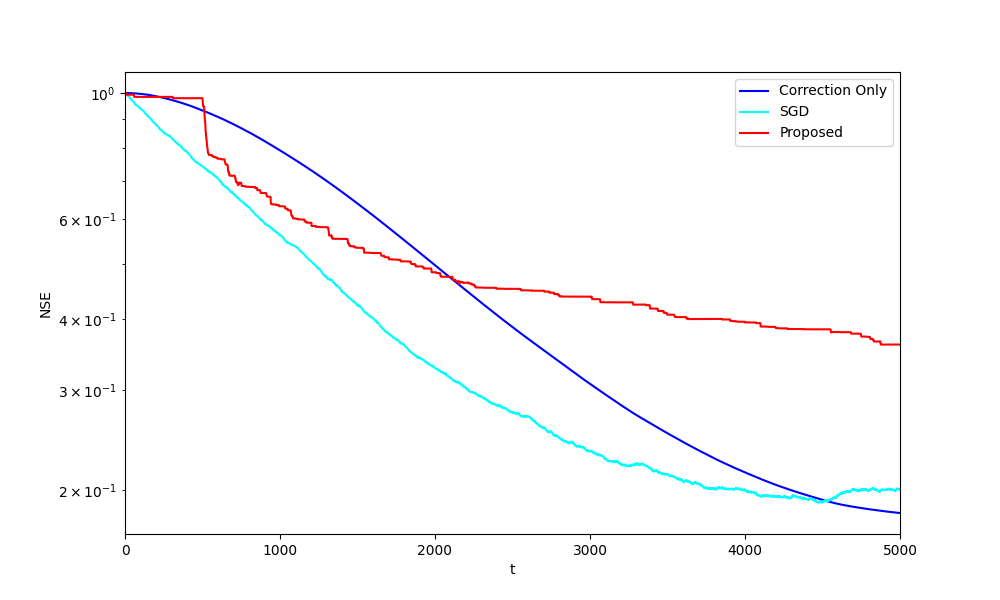 10⁰
6 × 10⁻¹
4 × 10⁻¹
3 × 10⁻¹
2 × 10⁻¹
NSE
Correction Only
SGD
Proposed
0 1000 2000 3000 4000 5000
t